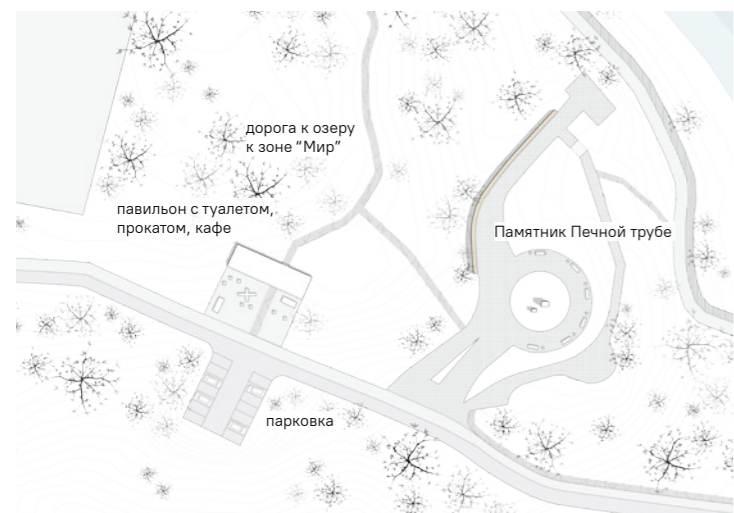 дорога к озеру
к зоне “Мир”
павильон с туалетом,
прокатом, кафе
Памятник Печной трубе
парковка